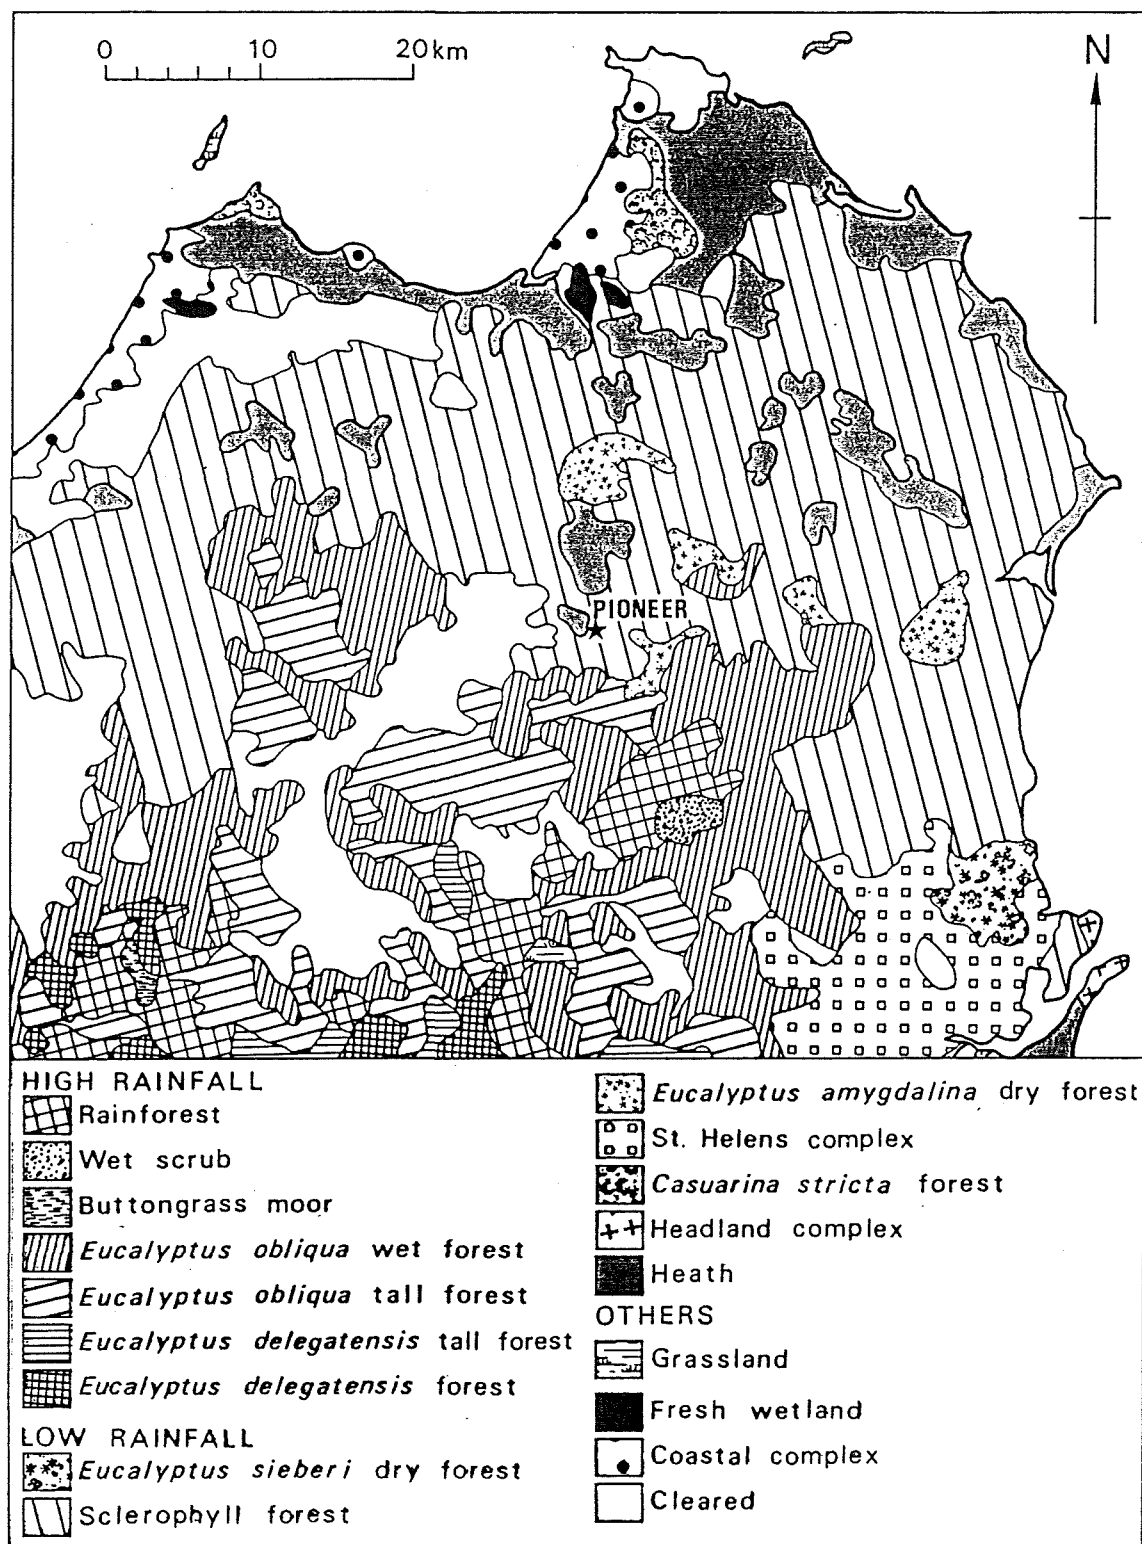 0 10 20km
N
PIONEER
HIGH RAINFALL
Rainforest
Wet scrub
Buttongrass moor
Eucalyptus obliqua wet forest
Eucalyptus obliqua tall forest
Eucalyptus delegatensis tall forest
Eucalyptus delegatensis forest
LOW RAINFALL
Eucalyptus sieberi dry forest
Sclerophyll forest
Eucalyptus amygdalina dry forest
St. Helens complex
Casuarina stricta forest
Headland complex
Heath
OTHERS
Grassland
Fresh wetland
Coastal complex
Cleared